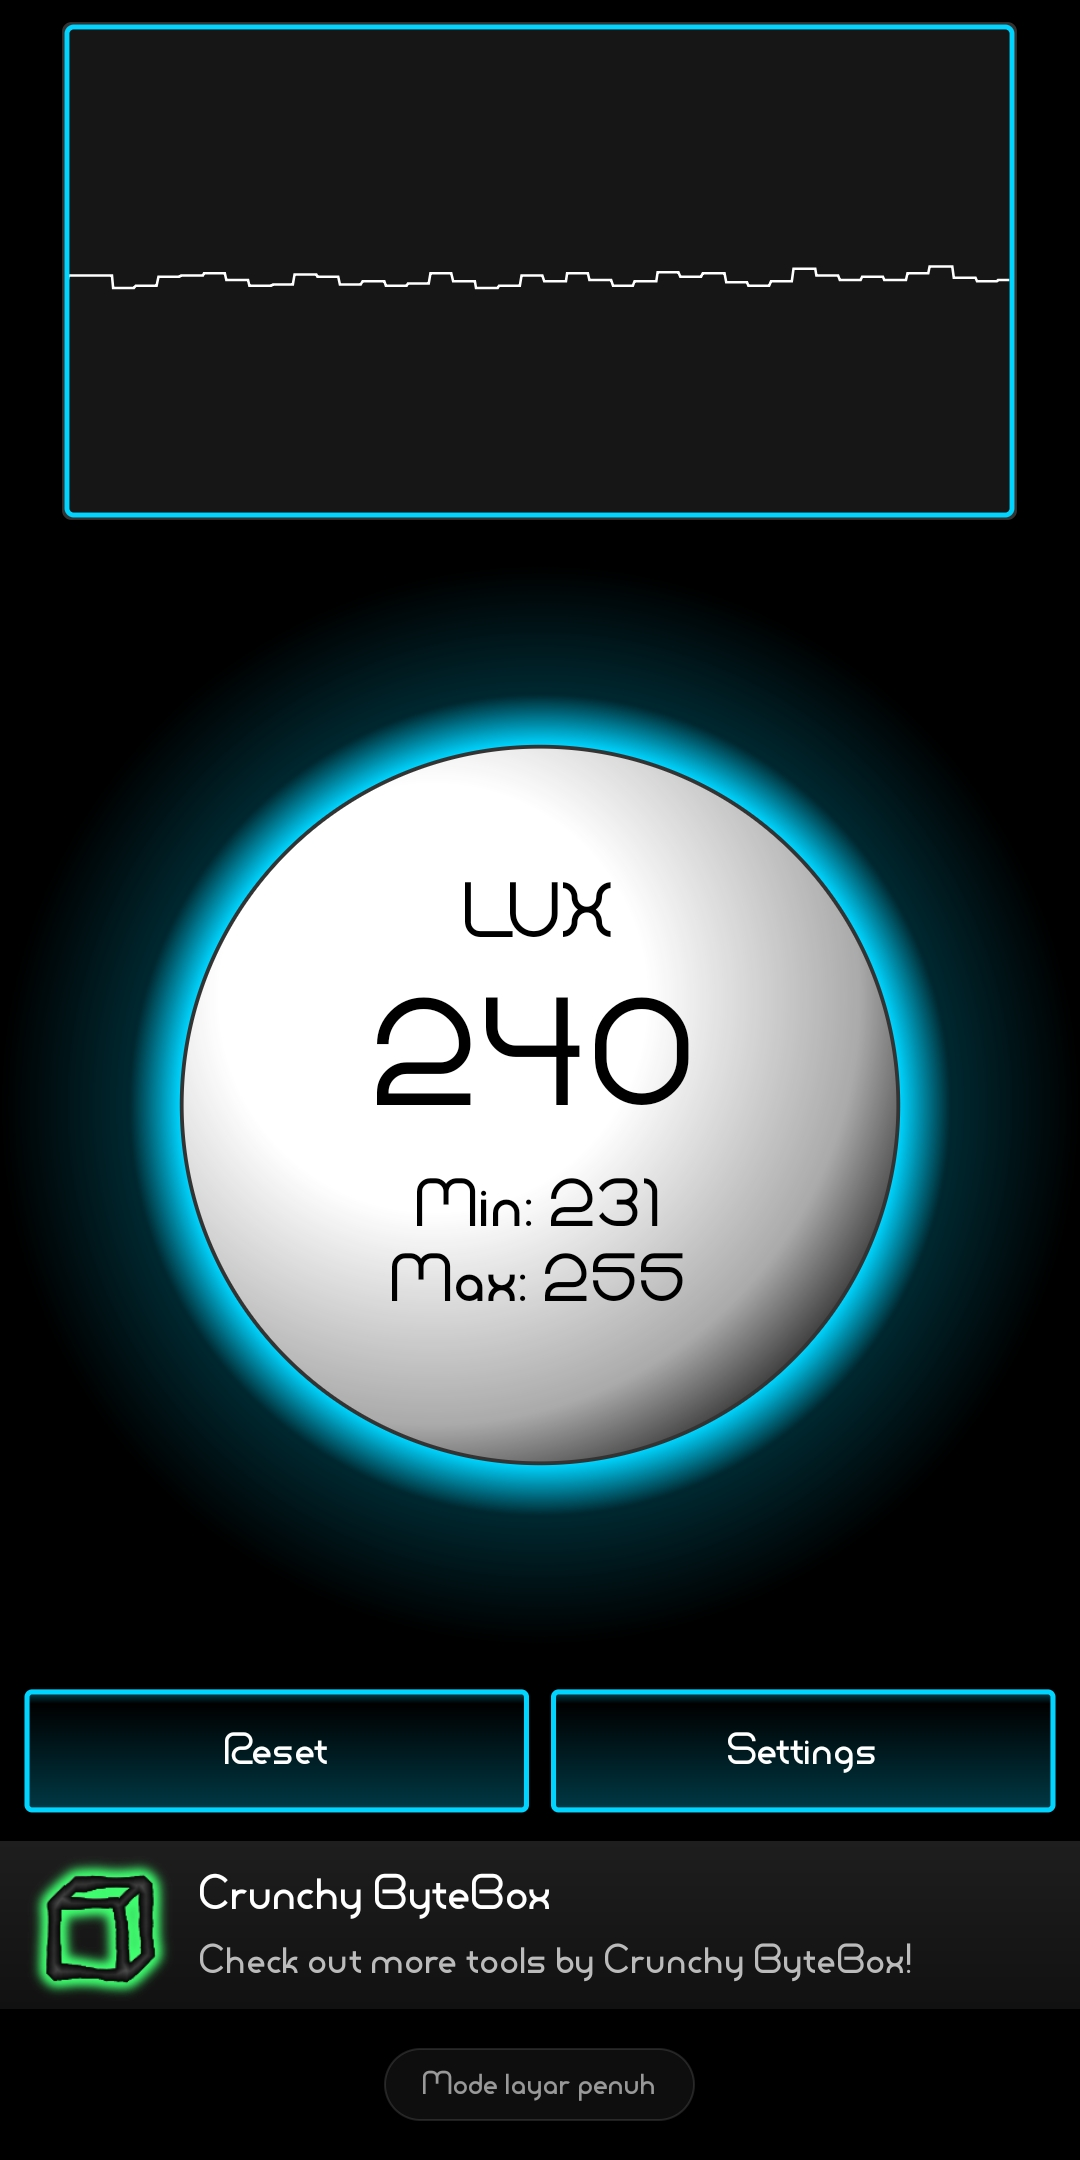 LUX
240
Min: 231
Max: 255
Reset
Settings
Crunchy ByteBox
Check out more tools by Crunchy ByteBox!
Mode layar penuh